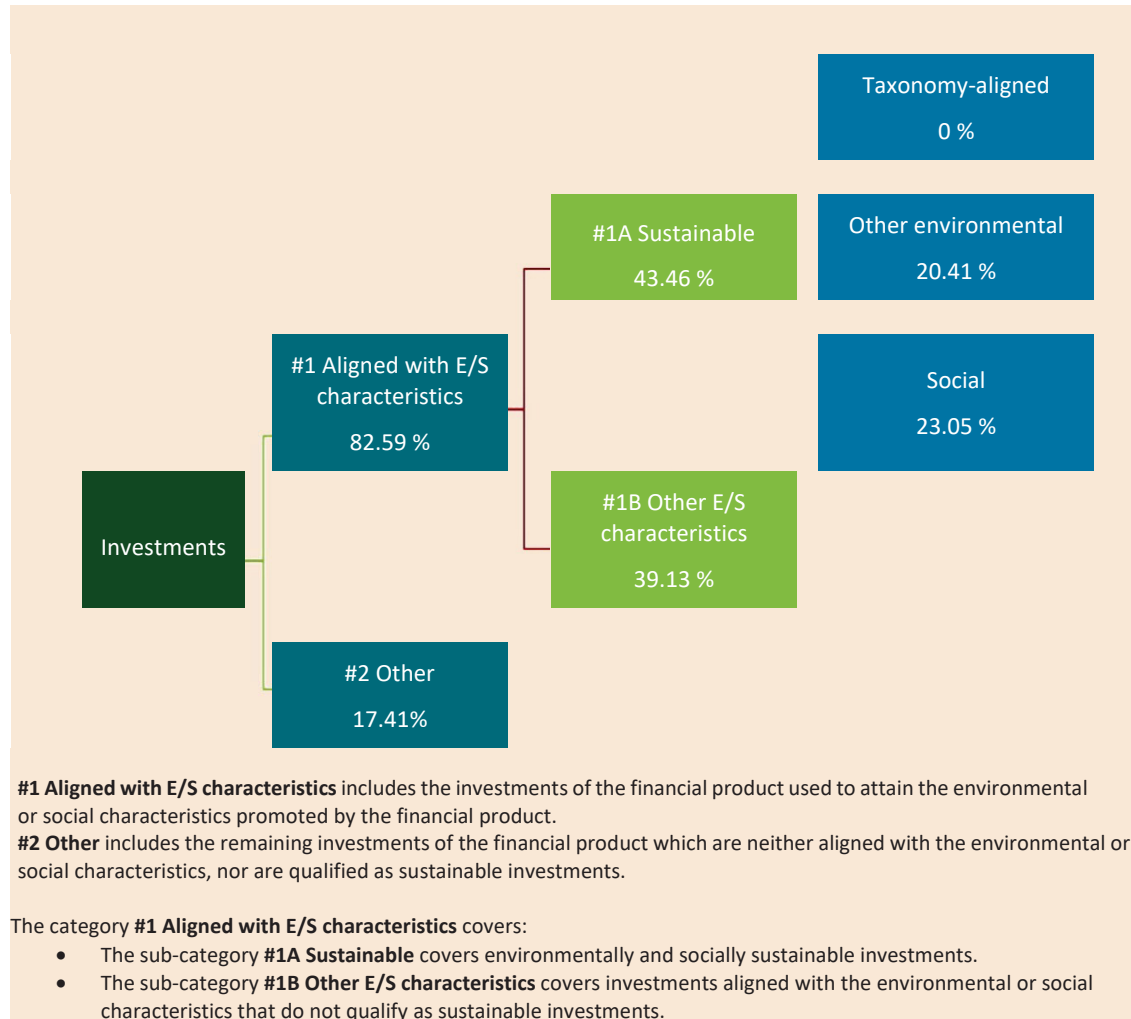 Taxonomy-aligned
0 %
#1A Sustainable
43.46 %
Other environmental
20.41 %
#1 Aligned with E/S
characteristics
82.59 %
Social
23.05 %
Investments
#1B Other E/S
characteristics
39.13 %
#2 Other
17.41%
#1 Aligned with E/S characteristics includes the investments of the financial product used to attain the environmental
or social characteristics promoted by the financial product.
#2 Other includes the remaining investments of the financial product which are neither aligned with the environmental or
social characteristics, nor are qualified as sustainable investments.
The category #1 Aligned with E/S characteristics covers:
• The sub-category #1A Sustainable covers environmentally and socially sustainable investments.
• The sub-category #1B Other E/S characteristics covers investments aligned with the environmental or social
characteristics that do not qualify as sustainable investments.